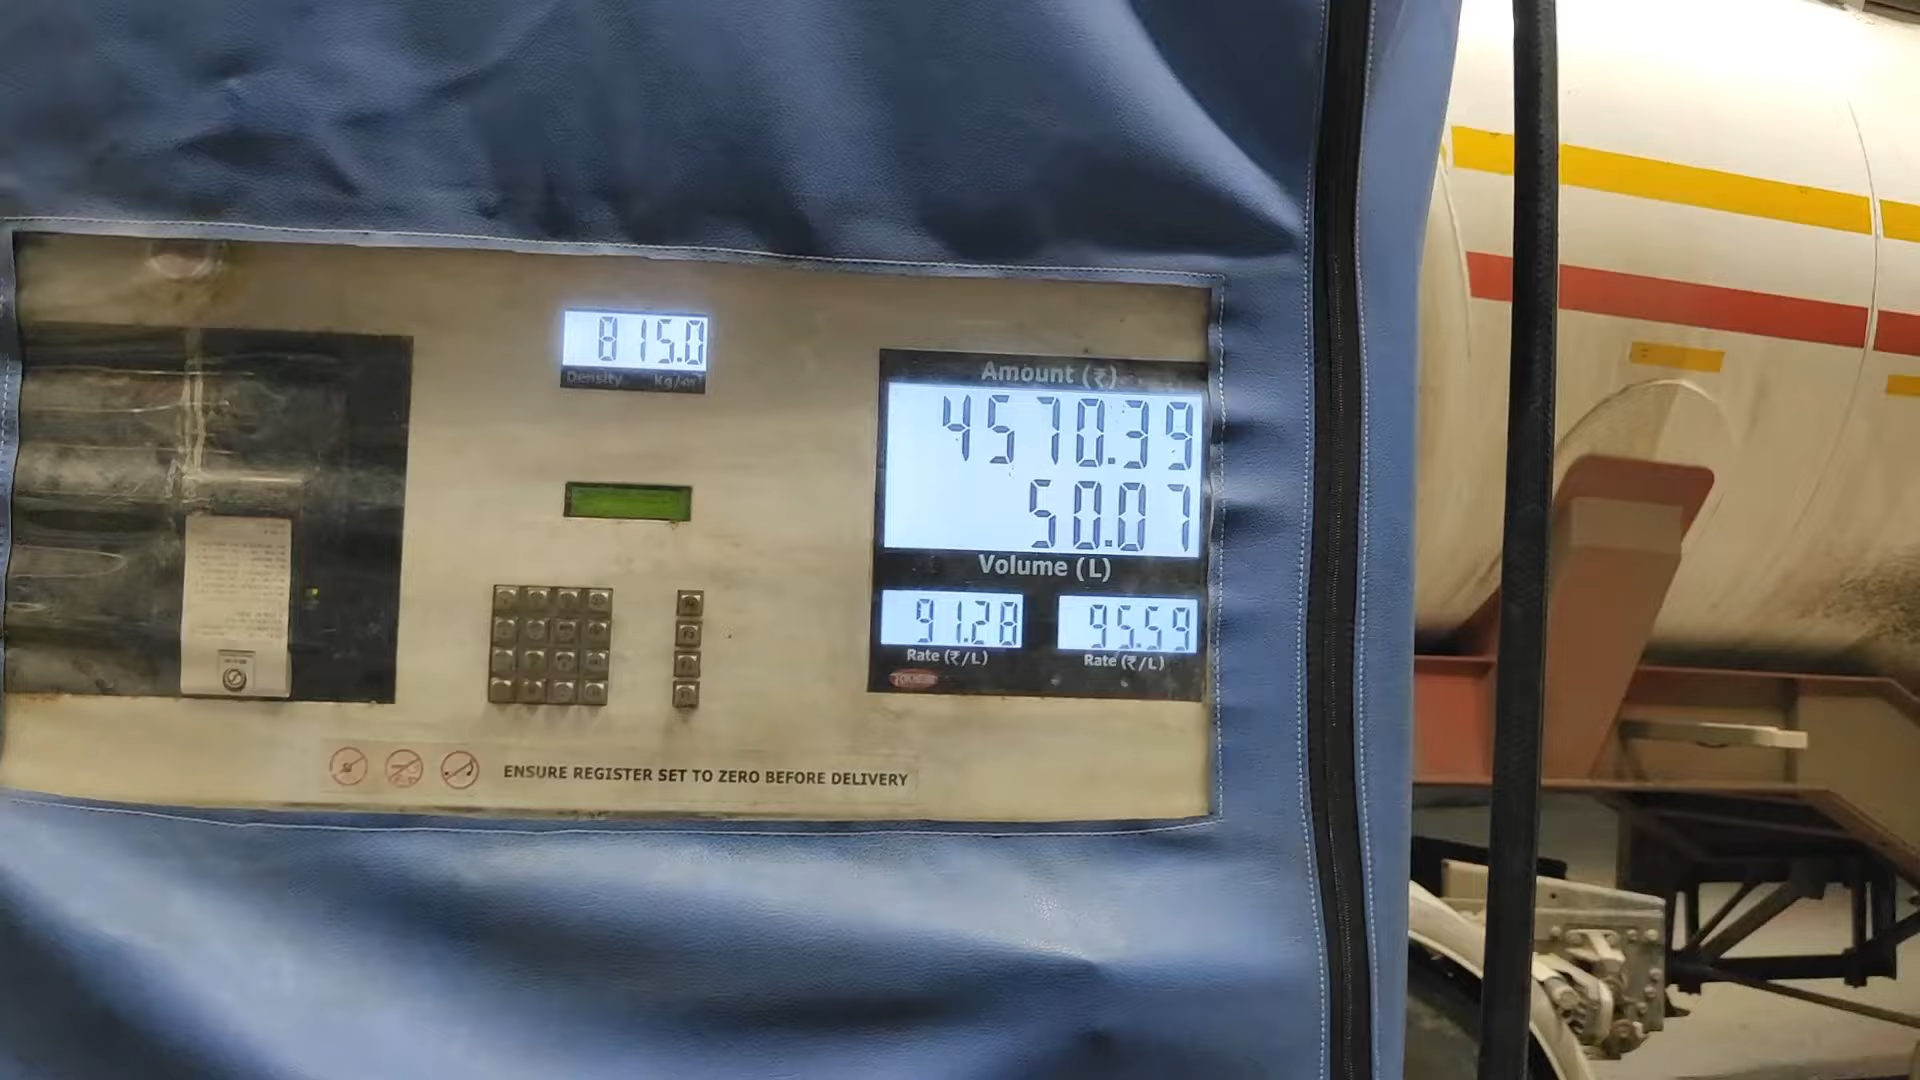 815.0
Density Kg/m³
Amount (₹)
4570.39
50.07
Volume (L)
91.28 95.59
Rate (₹/L) Rate (₹/L)
ENSURE REGISTER SET TO ZERO BEFORE DELIVERY